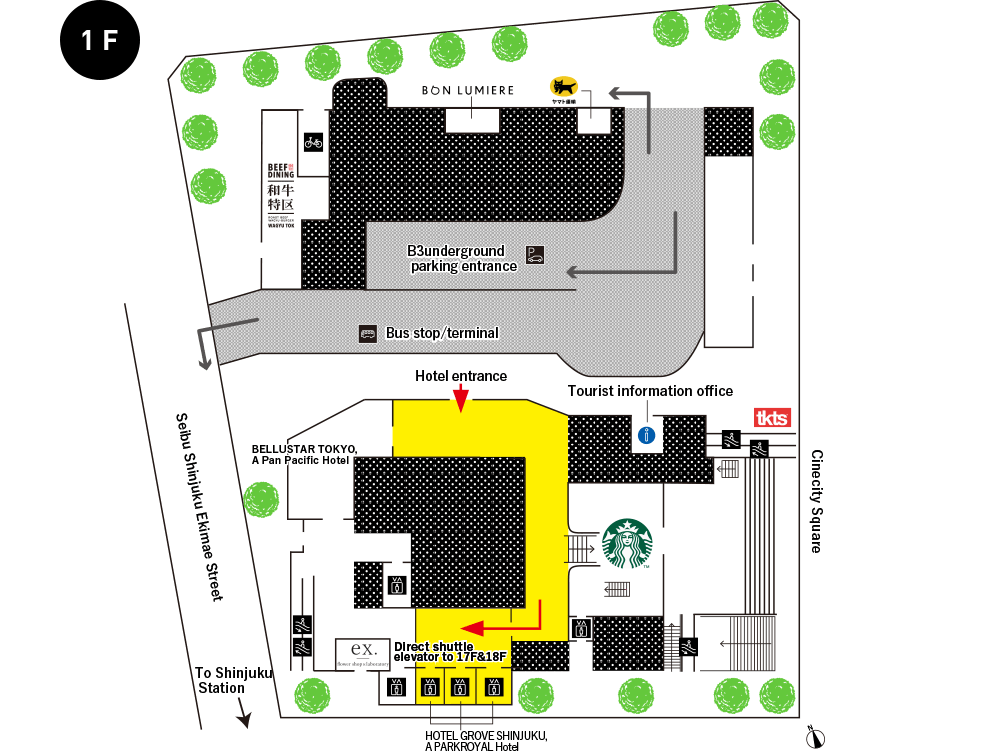 1 F
BON LUMIERE
ヤマト運輸
BEEF
DINING
和牛
特区
WAGYU TOK
P
B3underground
parking entrance
Bus stop/terminal
Hotel entrance
Tourist information office
tkts
BELLUSTAR TOKYO,
A Pan Pacific Hotel
Seibu Shinjuku Ekimae Street
Cinecity Square
TM
ex.
flower shop & laboratory
Direct shuttle
elevator to 17F&18F
To Shinjuku
Station
HOTEL GROVE SHINJUKU,
A PARKROYAL Hotel
N